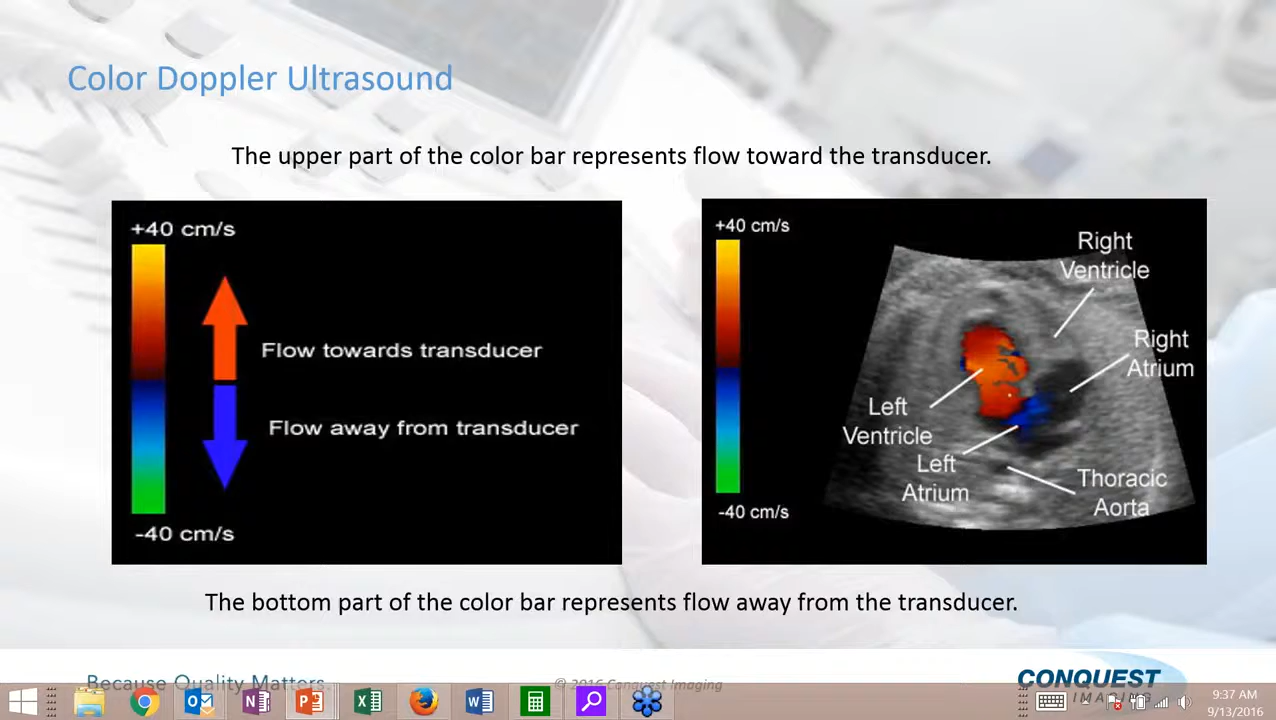 Color Doppler Ultrasound
The upper part of the color bar represents flow toward the transducer.
+40 cm/s
Flow towards transducer
Flow away from transducer
-40 cm/s
+40 cm/s
Right
Ventricle
Right
Atrium
Left
Ventricle
Left
Atrium
Thoracic
Aorta
-40 cm/s
The bottom part of the color bar represents flow away from the transducer.
Because Quality Matters.
© 2016 Conquest Imaging
CONQUEST
IMAGING
9:37 AM
9/13/2016